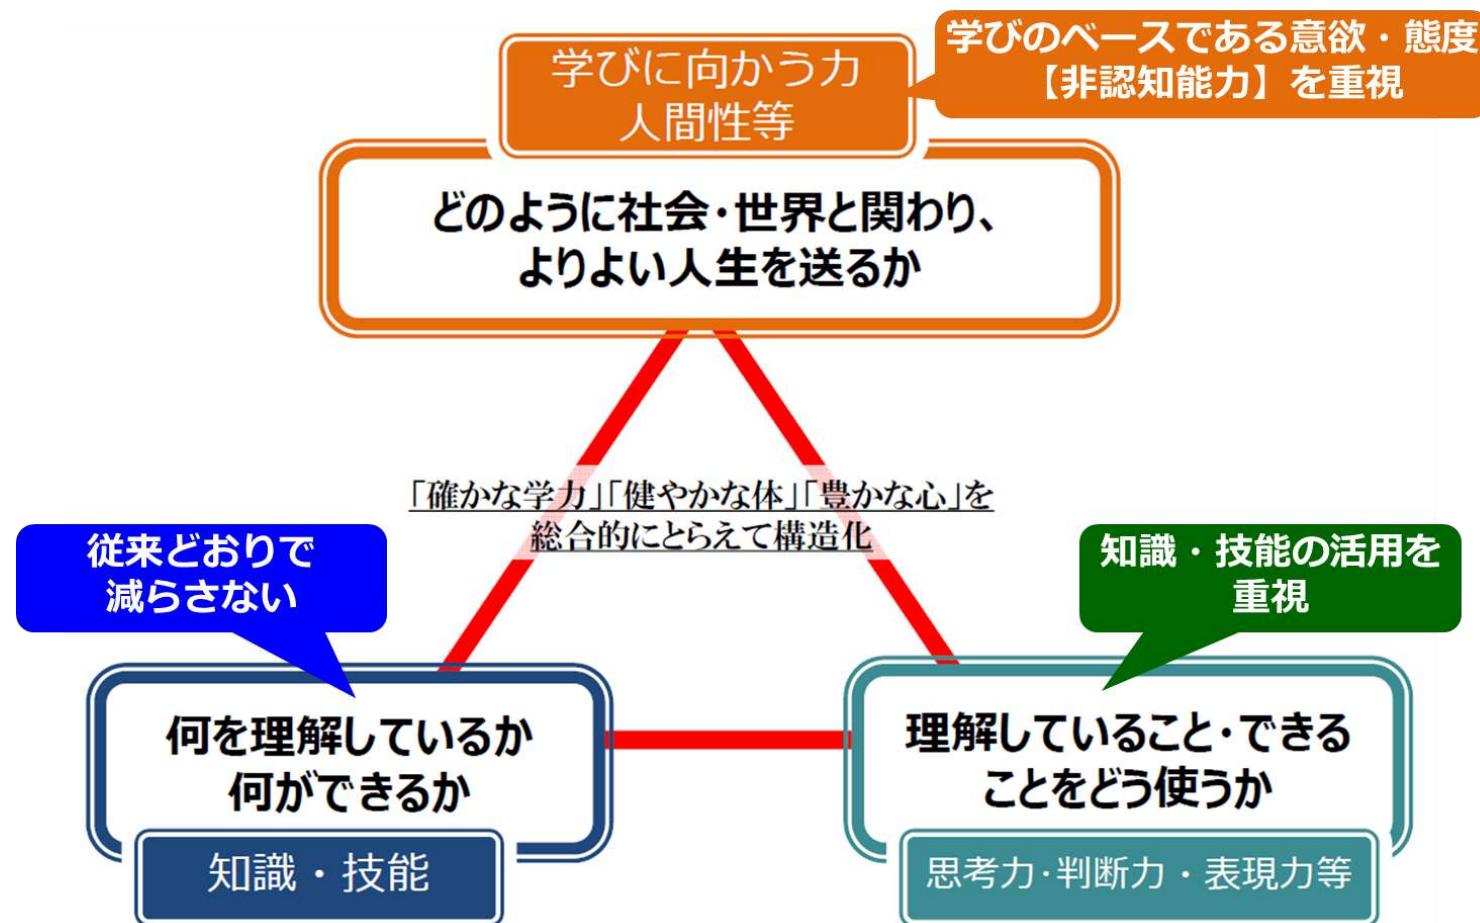 学びに向かう力
人間性等
学びのベースである意欲・態度
【非認知能力】を重視
どのように社会・世界と関わり、
よりよい人生を送るか
「確かな学力」「健やかな体」「豊かな心」を
総合的にとらえて構造化
従来どおりで
減らさない
知識・技能の活用を
重視
何を理解しているか
何ができるか
知識・技能
理解していること・できる
ことをどう使うか
思考力・判断力・表現力等